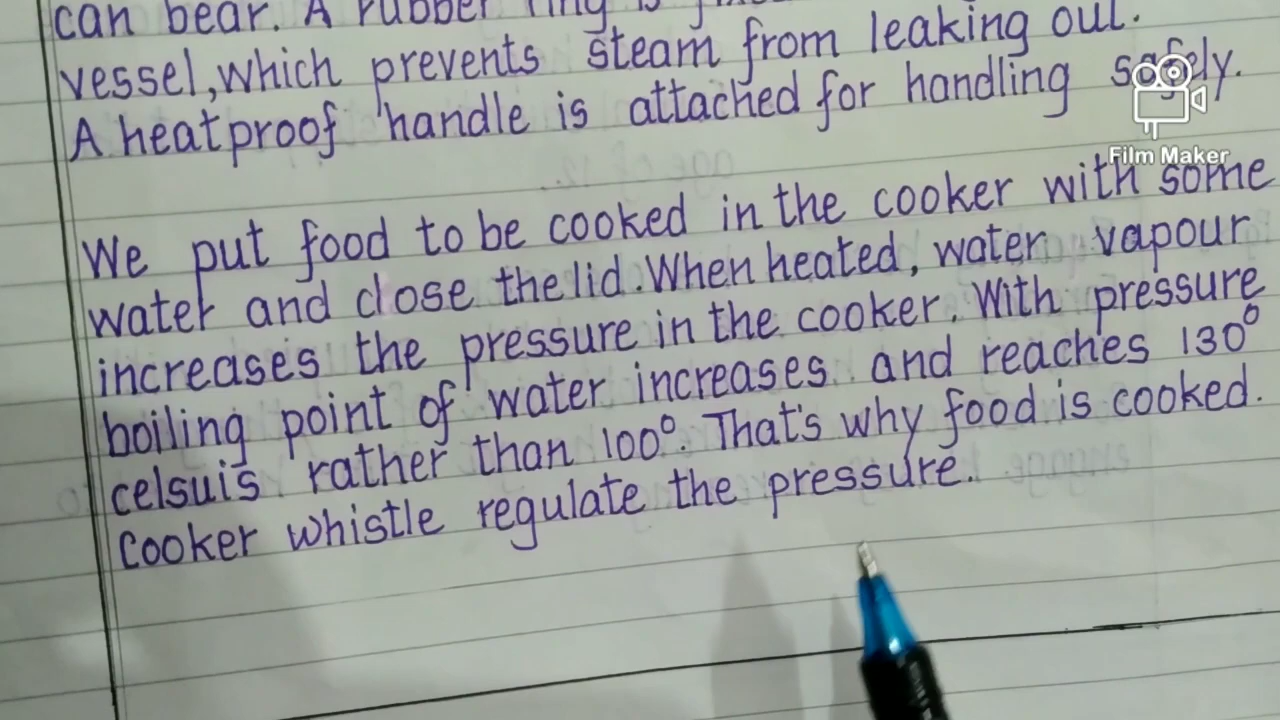 can bear. A rubber ring is
vessel, which prevents steam from leaking out.
A heatproof handle is attached for handling safely.
Film Maker
We put food to be cooked in the cooker with some
water and close the lid. When heated, water vapour
increases the pressure in the cooker. With pressure
boiling point of water increases and reaches 130°
celsuis rather than 100°. That's why food is cooked.
Cooker whistle regulate the pressure.